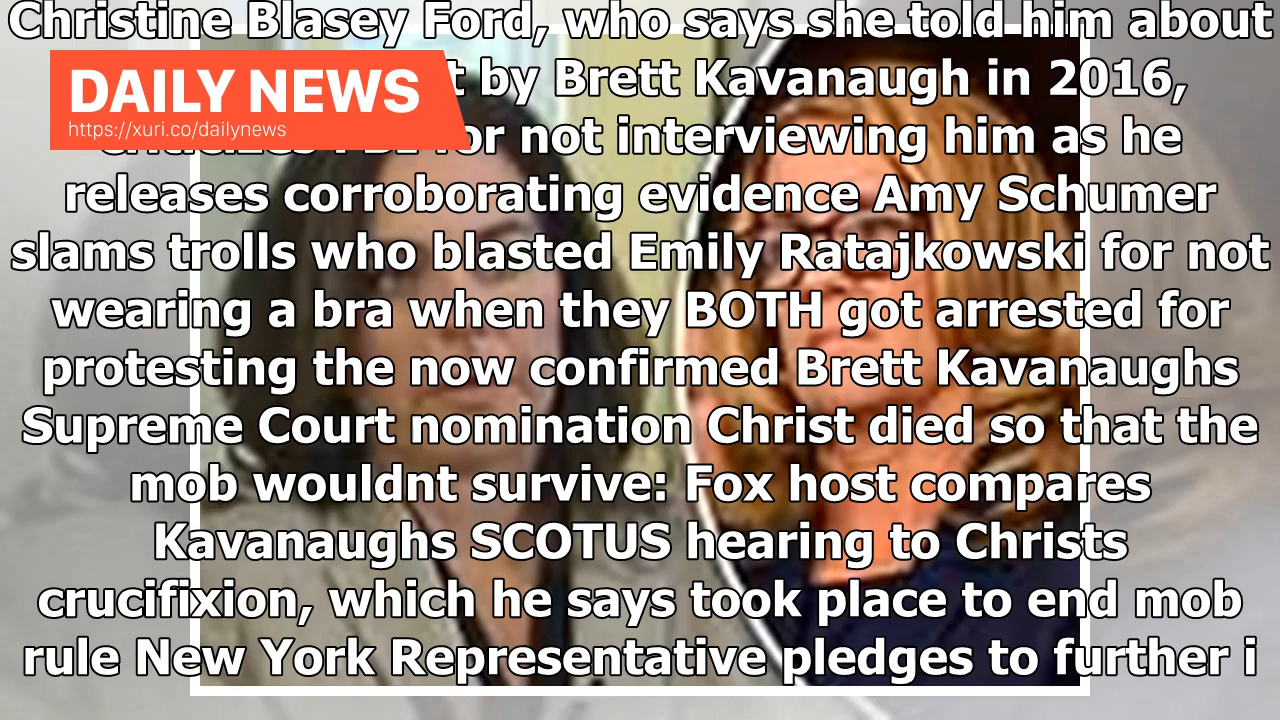 Christine Blasey Ford, who says she told him about
DAILY NEWS
https://xuri.co/dailynews
t by Brett Kavanaugh in 2016,
for not interviewing him as he
releases corroborating evidence Amy Schumer
slams trolls who blasted Emily Ratajkowski for not
wearing a bra when they BOTH got arrested for
protesting the now confirmed Brett Kavanaughs
Supreme Court nomination Christ died so that the
mob wouldnt survive: Fox host compares
Kavanaughs SCOTUS hearing to Christs
crucifixion, which he says took place to end mob
rule New York Representative pledges to further i